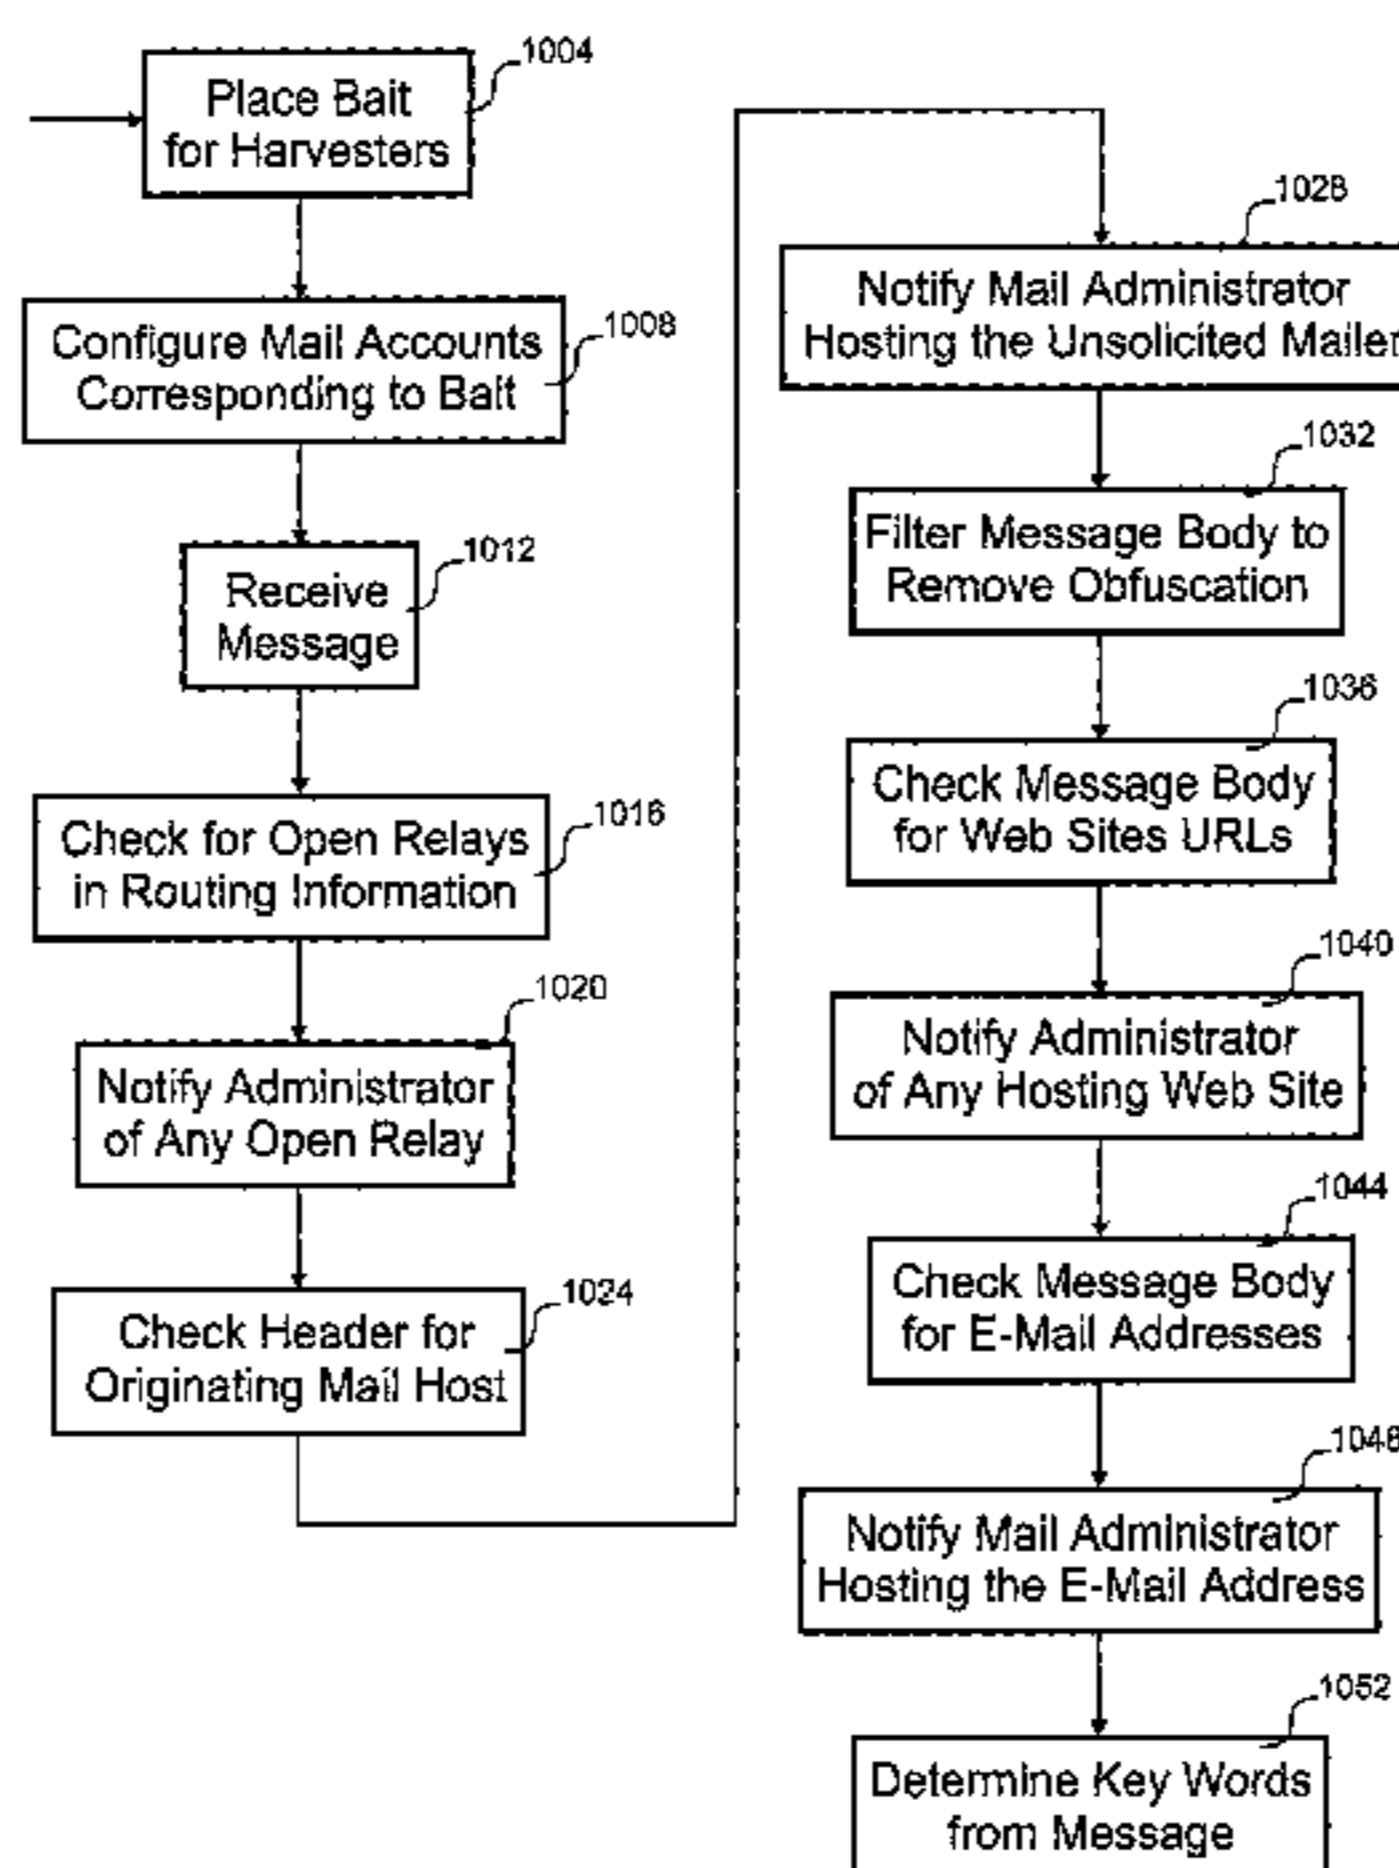 1004
Place Bait
for Harvesters
1008
Configure Mail Accounts
Corresponding to Bait
1012
Receive
Message
1016
Check for Open Relays
in Routing Information
1020
Notify Administrator
of Any Open Relay
1024
Check Header for
Originating Mail Host
1028
Notify Mail Administrator
Hosting the Unsolicited Mailer
1032
Filter Message Body to
Remove Obfuscation
1036
Check Message Body
for Web Sites URLs
1040
Notify Administrator
of Any Hosting Web Site
1044
Check Message Body
for E-Mail Addresses
1048
Notify Mail Administrator
Hosting the E-Mail Address
1052
Determine Key Words
from Message